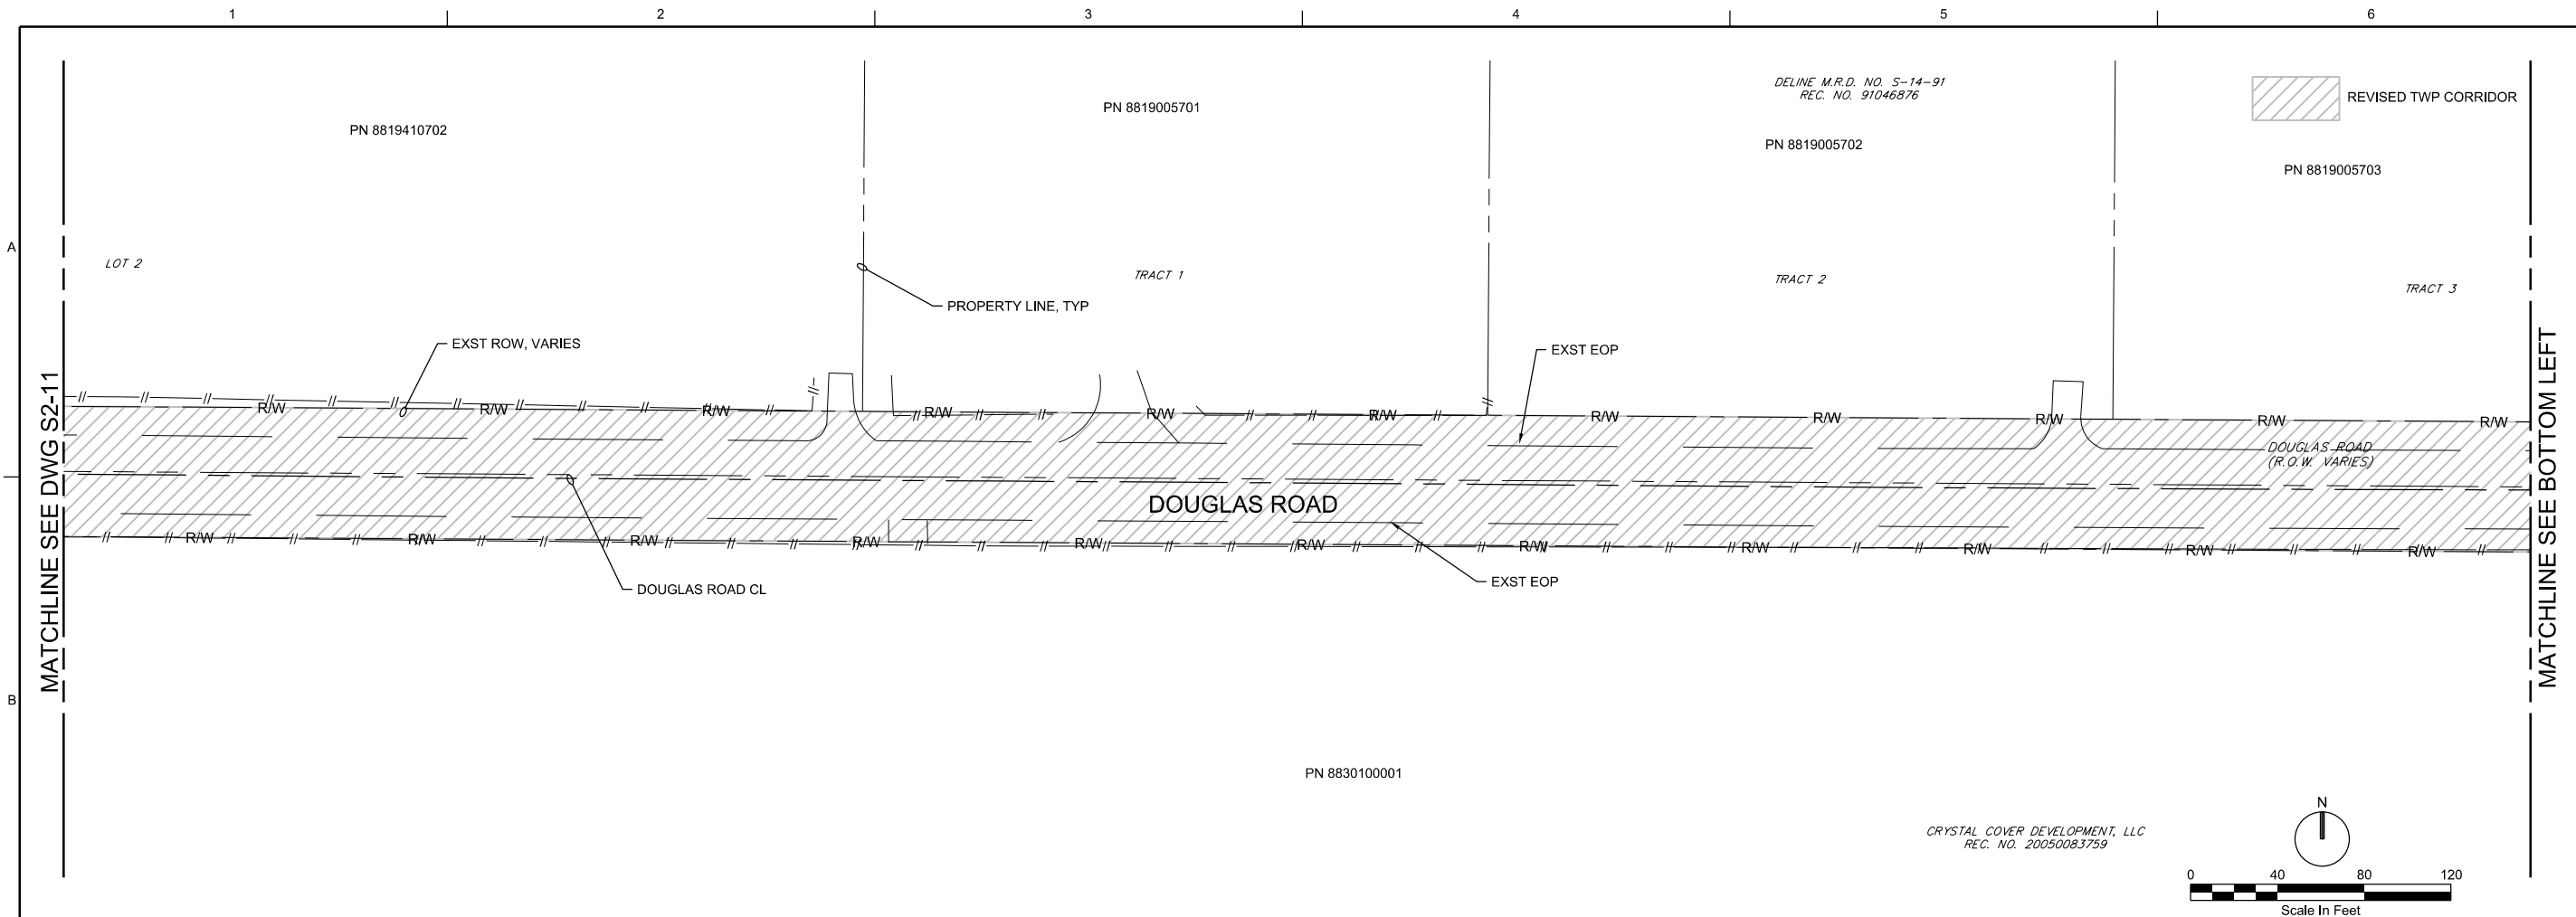 1
2
3
4
5
6
DELINE M.R.D. NO. S-14-91
REC. NO. 91046876
REVISED TWP CORRIDOR
PN 8819005701
PN 8819410702
PN 8819005702
PN 8819005703
A
LOT 2
TRACT 1
TRACT 2
TRACT 3
PROPERTY LINE, TYP
EXST ROW, VARIES
EXST EOP
MATCHLINE SEE DWG S2-11
MATCHLINE SEE BOTTOM LEFT
R/W R/W R/W R/W R/W R/W R/W R/W R/W R/W R/W
DOUGLAS ROAD
(R.O.W. VARIES)
DOUGLAS ROAD
R/W R/W R/W R/W R/W R/W R/W R/W R/W R/W R/W
EXST EOP
DOUGLAS ROAD CL
B
PN 8830100001
N
CRYSTAL COVER DEVELOPMENT, LLC
REC. NO. 20050083759
0 40 80 120
Scale In Feet